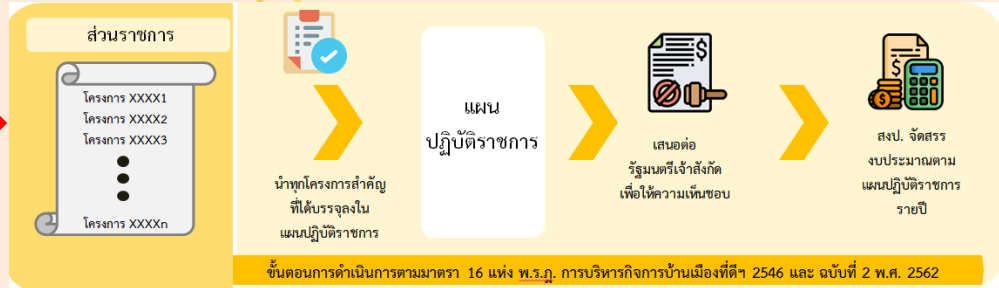 ส่วนราชการ
โครงการ XXXX1
โครงการ XXXX2
โครงการ XXXX3
โครงการ XXXXn
นำทุกโครงการสำคัญ
ที่ได้บรรจุลงใน
แผนปฏิบัติราชการ
แผน
ปฏิบัติราชการ
เสนอต่อ
รัฐมนตรีเจ้าสังกัด
เพื่อให้ความเห็นชอบ
สงป. จัดสรร
งบประมาณตาม
แผนปฏิบัติราชการ
รายปี
ขั้นตอนการดำเนินการตามมาตรา 16 แห่ง พ.ร.ฎ. การบริหารกิจการบ้านเมืองที่ดีฯ 2546 และ ฉบับที่ 2 พ.ศ. 2562